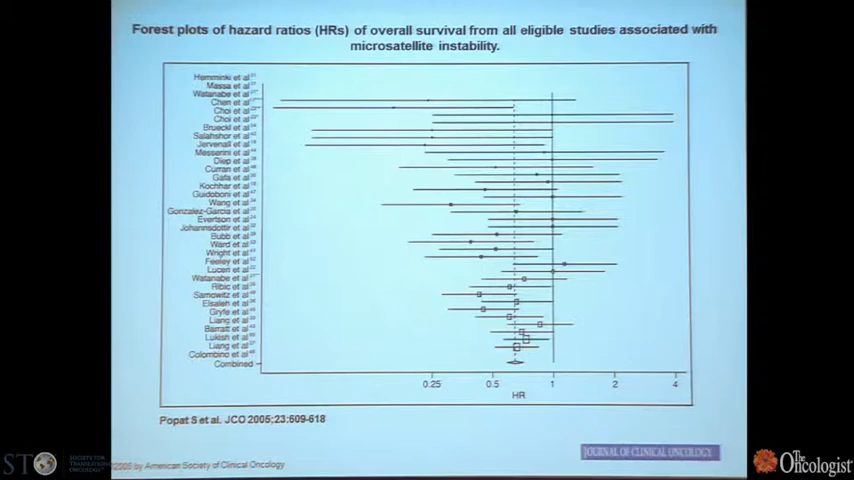 Forest plots of hazard ratios (HRs) of overall survival from all eligible studies associated with
microsatellite instability.
Hemminki et al
Massa et al
Watanabe et al
Chen et al
Choi et al
Choi et al
Brueckl et al
Salahshor et al
Jervenall et al
Messerini et al
Diep et al
Curran et al
Gafa et al
Kochhar et al
Guidoboni et al
Wang et al
Gonzalez-Garcia et al
Evertson et al
Johannsdottir et al
Bubb et al
Ward et al
Wright et al
Feeley et al
Luceri et al
Watanabe et al
Ribic et al
Samowitz et al
Elsaleh et al
Gryfe et al
Liang et al
Barratt et al
Lukish et al
Liang et al
Colombino et al
Combined
0.25 0.5 1 2 4
HR
Popat S et al. JCO 2005;23:609-618
JOURNAL OF CLINICAL ONCOLOGY
2005 by American Society of Clinical Oncology
STO
SOCIETY FOR
TRANSLATIONAL
ONCOLOGY
The
Oncologist